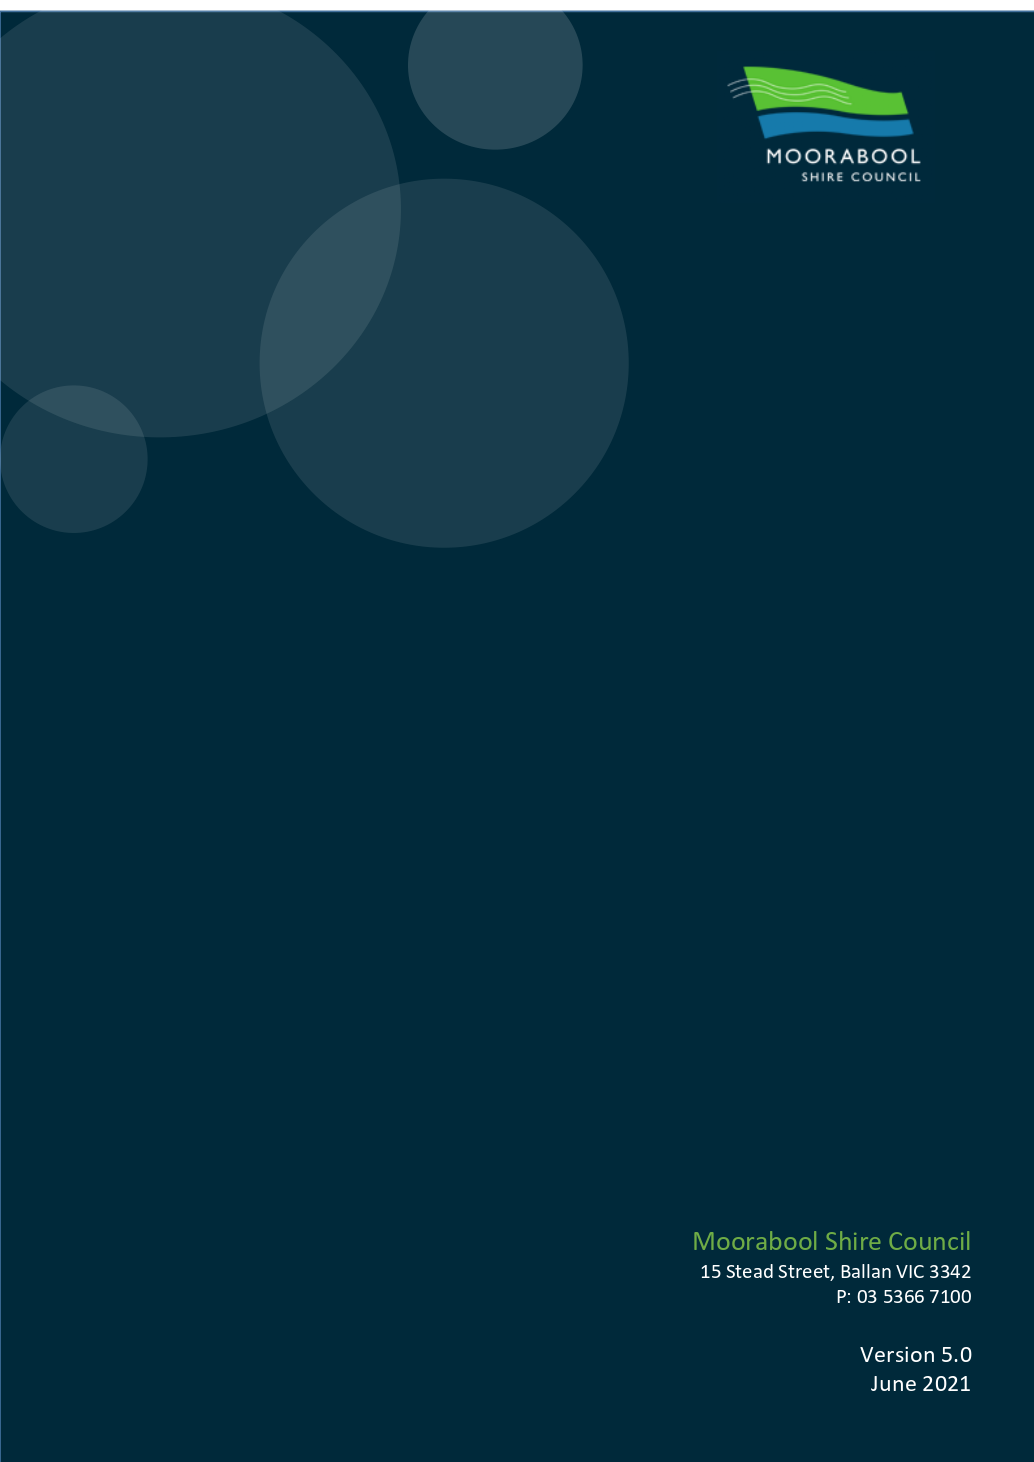 MOORABOOL
SHIRE COUNCIL
Moorabool Shire Council
15 Stead Street, Ballan VIC 3342
P: 03 5366 7100
Version 5.0
June 2021